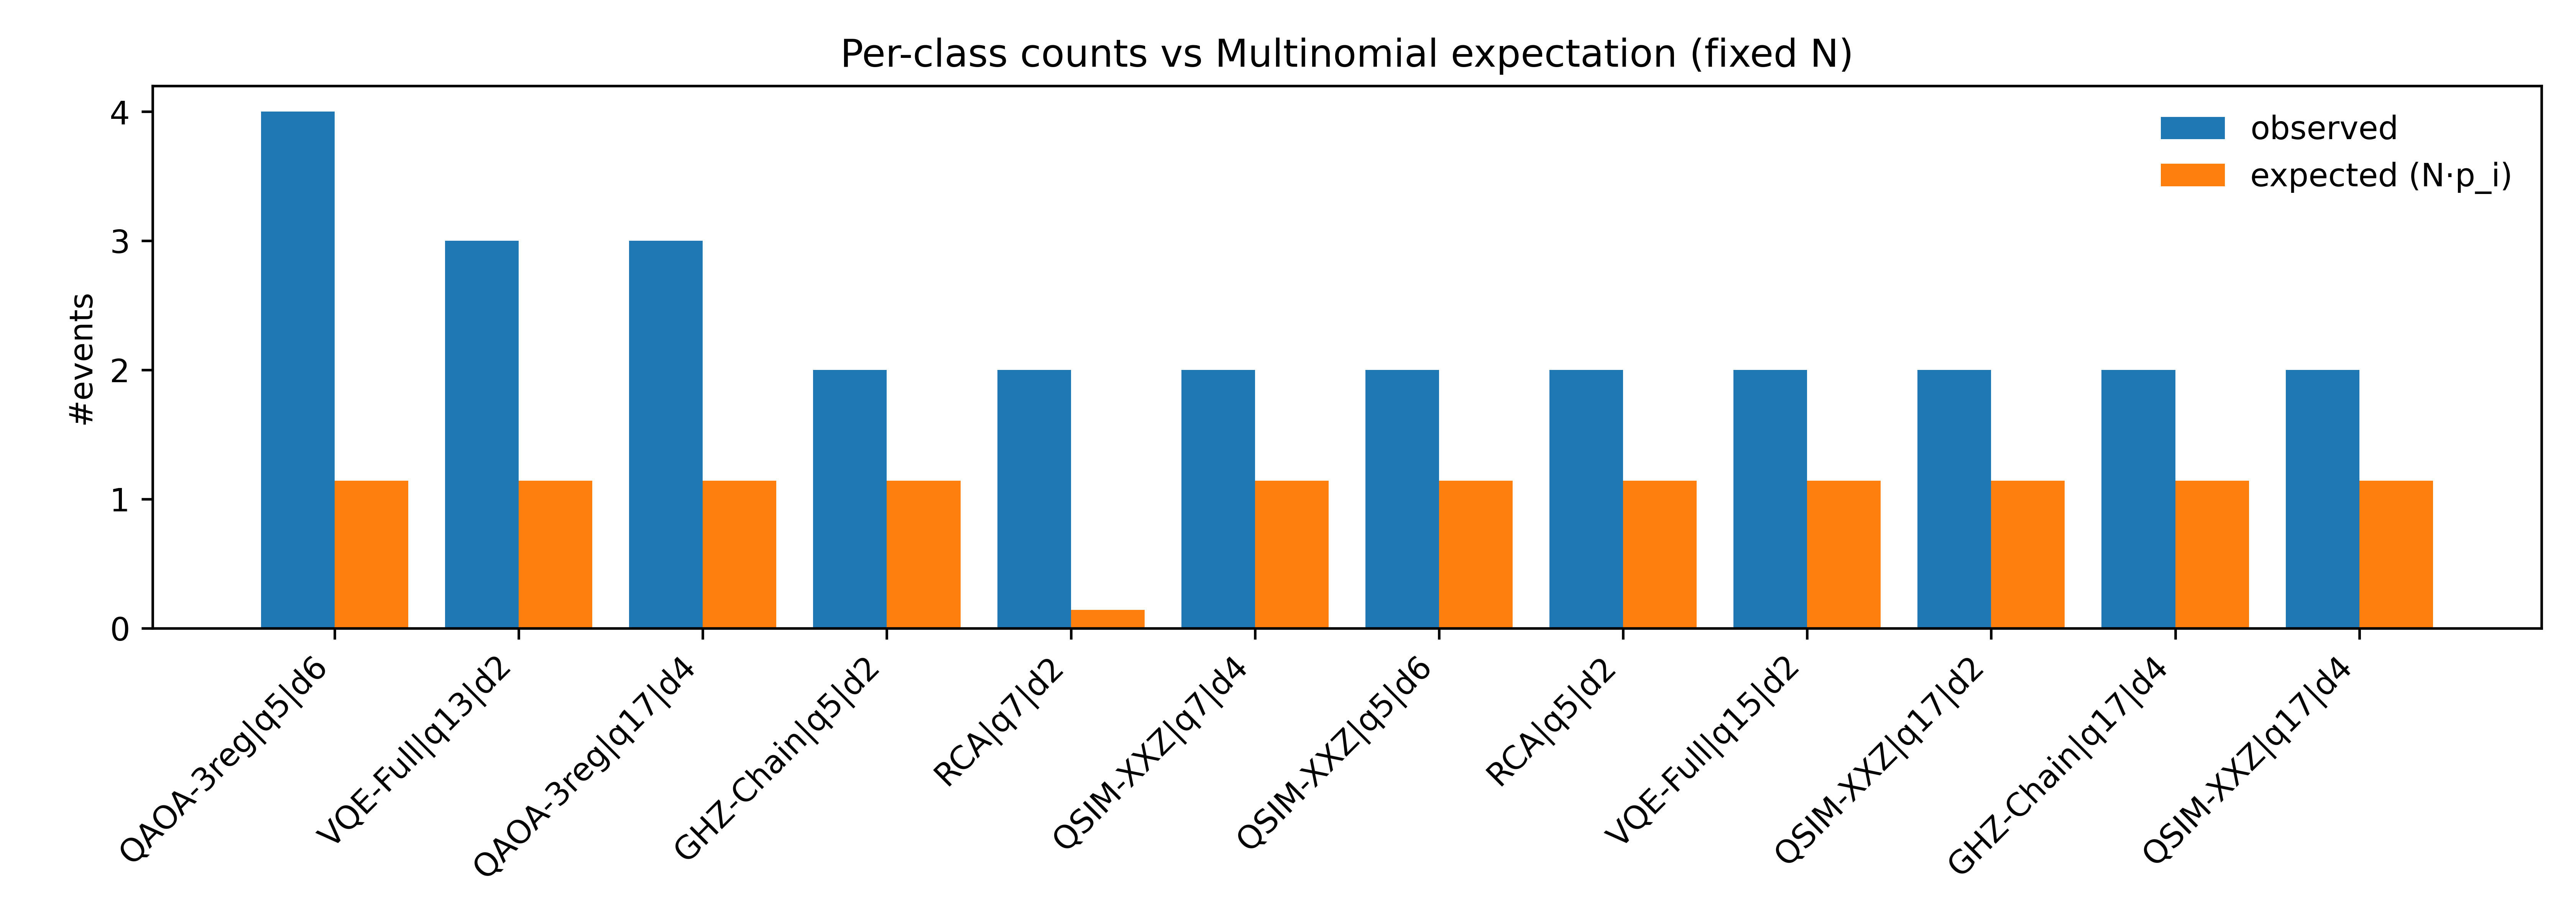 Per-class counts vs Multinomial expectation (fixed N)
observed
expected (N·p_i)
#events
4
3
2
1
0
QAOA-3reg|q5|d6
VQE-Full|q13|d2
QAOA-3reg|q17|d4
GHZ-Chain|q5|d2
RCA|q7|d2
QSIM-XXZ|q7|d4
QSIM-XXZ|q5|d6
RCA|q5|d2
VQE-Full|q15|d2
QSIM-XXZ|q17|d2
GHZ-Chain|q17|d4
QSIM-XXZ|q17|d4